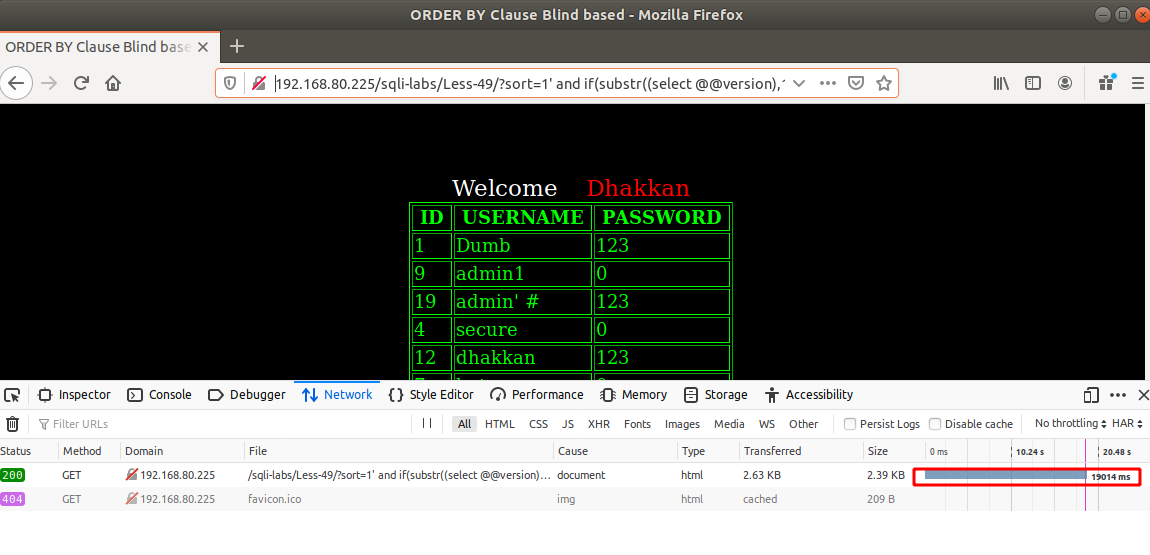 ORDER BY Clause Blind based - Mozilla Firefox
ORDER BY Clause Blind base
192.168.80.225/sqli-labs/Less-49/?sort=1' and if(substr((select @@version),1
Welcome Dhakkan
ID USERNAME PASSWORD
1 Dumb 123
9 admin1 0
19 admin' # 123
4 secure 0
12 dhakkan 123
Inspector Console Debugger Network Style Editor Performance Memory Storage Accessibility
Filter URLs All HTML CSS JS XHR Fonts Images Media WS Other Persist Logs Disable cache No throttling HAR
Status Method Domain File Cause Type Transferred Size 0 ms 10.24 s 20.48 s
200 GET 192.168.80.225 /sqli-labs/Less-49/?sort=1' and if(substr((select @@version)... document html 2.63 KB 2.39 KB 19014 ms
404 GET 192.168.80.225 favicon.ico img html cached 209 B